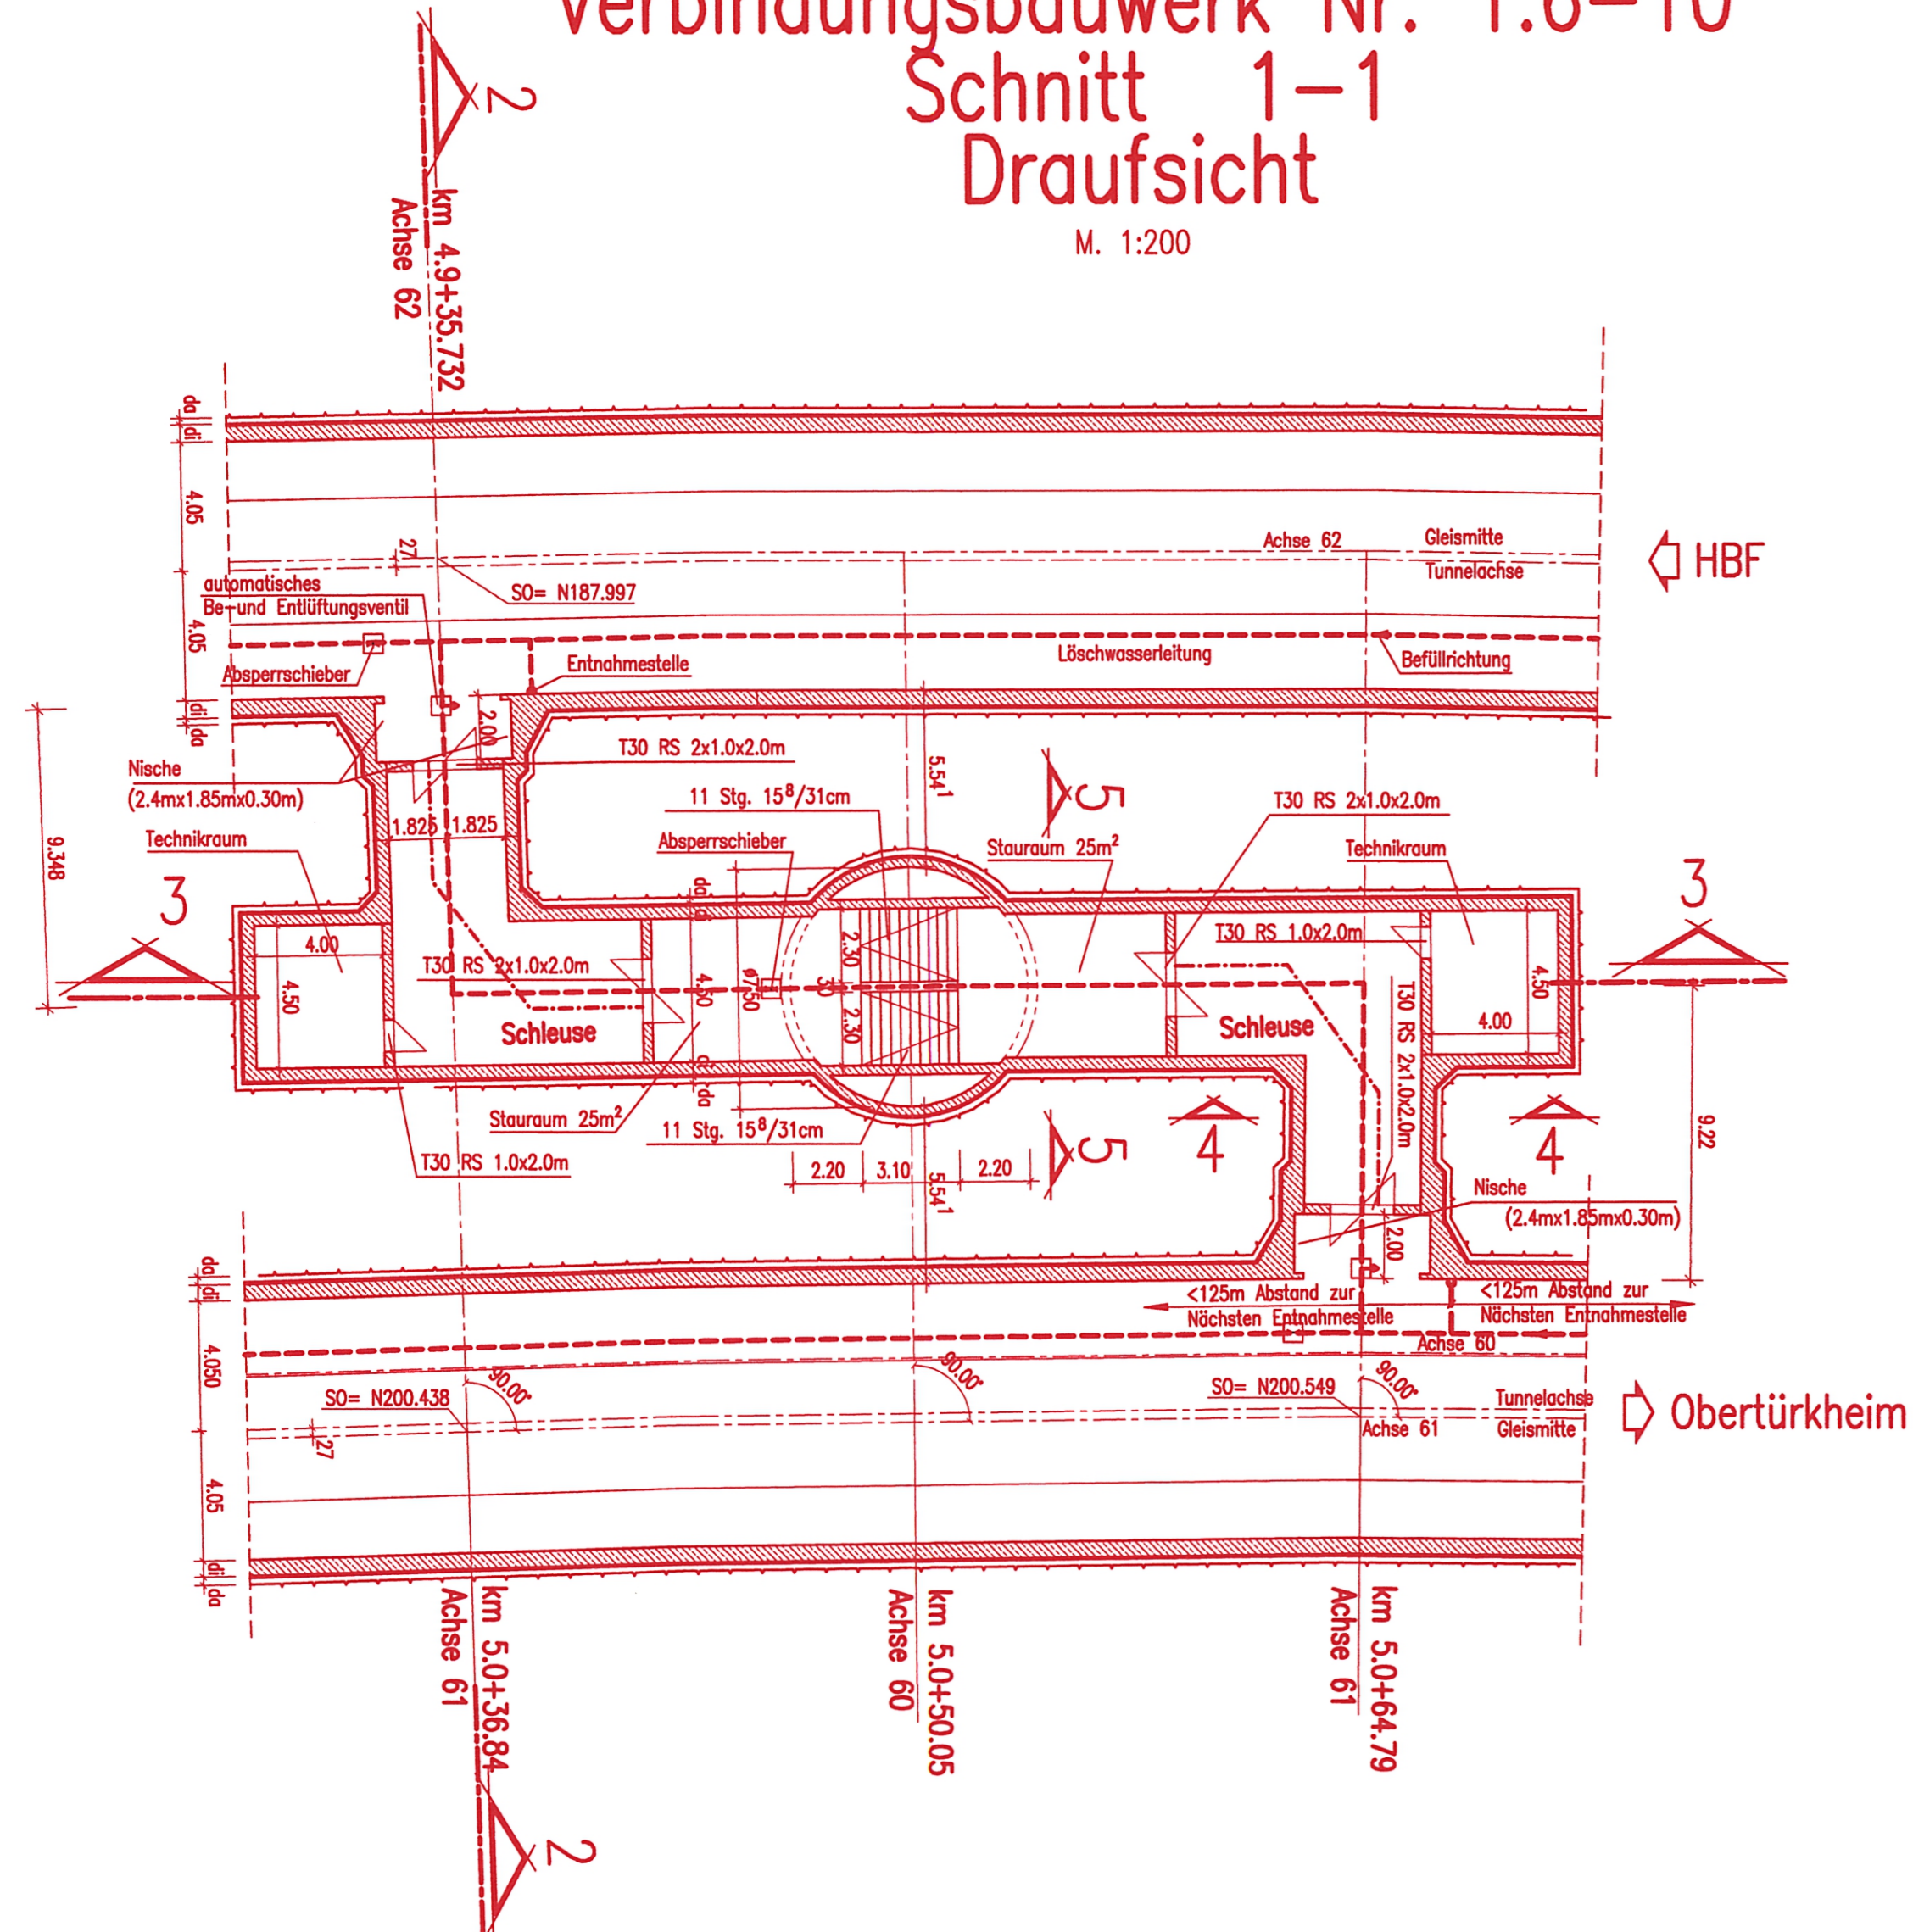 Verbindungsbauwerk Nr. 1.6-10
Schnitt 1-1
Draufsicht
M. 1:200
2
km 4.9+35.732
Achse 62
da
di
4.05
27
Achse 62
Gleismitte
Tunnelachse
HBF
automatisches
Be-und Entlüftungsventil
SO= N187.997
4.05
Absperrschieber
Entnahmestelle
Löschwasserleitung
Befüllrichtung
di
da
2.00
T30 RS 2x1.0x2.0m
5.54¹
5
Nische
(2.4mx1.85mx0.30m)
11 Stg. 15⁸/31cm
T30 RS 2x1.0x2.0m
1.825
1.825
Technikraum
Absperrschieber
Stauraum 25m²
Technikraum
9.348
3
3
da
di
4.00
2.30
T30 RS 1.0x2.0m
T30 RS 2x1.0x2.0m
4.50
4.50
ø7.50
30
4.50
4.00
Schleuse
2.30
Schleuse
T30 RS 2x1.0x2.0m
di
da
Stauraum 25m²
11 Stg. 15⁸/31cm
T30 RS 1.0x2.0m
2.20
3.10
2.20
5.54¹
5
4
4
9.22
Nische
(2.4mx1.85mx0.30m)
2.00
da
di
<125m Abstand zur
Nächsten Entnahmestelle
<125m Abstand zur
Nächsten Entnahmestelle
Achse 60
4.050
90.00°
90.00°
90.00°
SO= N200.438
SO= N200.549
Tunnelachse
Achse 61
Gleismitte
Obertürkheim
27
4.05
di
da
km 5.0+36.84
Achse 61
km 5.0+50.05
Achse 60
km 5.0+64.79
Achse 61
2